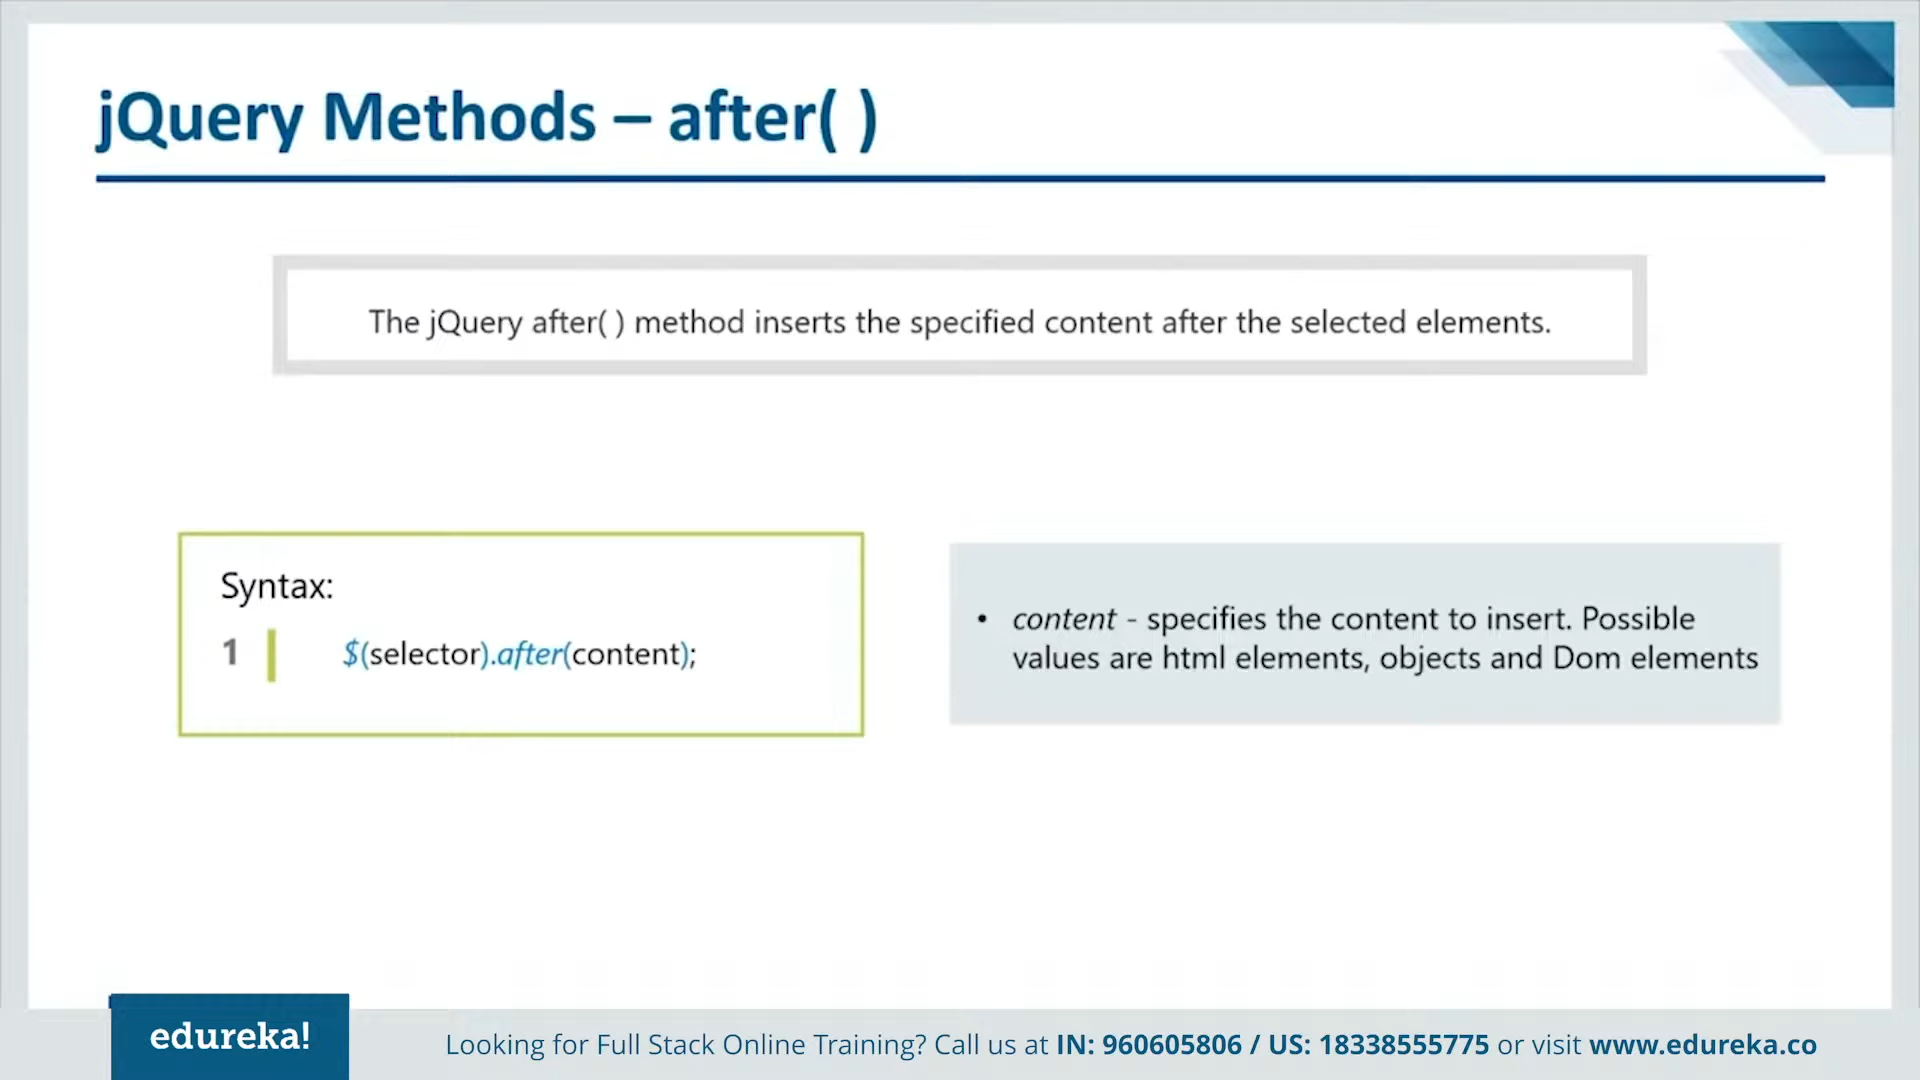 jQuery Methods – after( )
The jQuery after( ) method inserts the specified content after the selected elements.
Syntax:
1 $(selector).after(content);
• content - specifies the content to insert. Possible
values are html elements, objects and Dom elements
edureka!
Looking for Full Stack Online Training? Call us at IN: 960605806 / US: 18338555775 or visit www.edureka.co